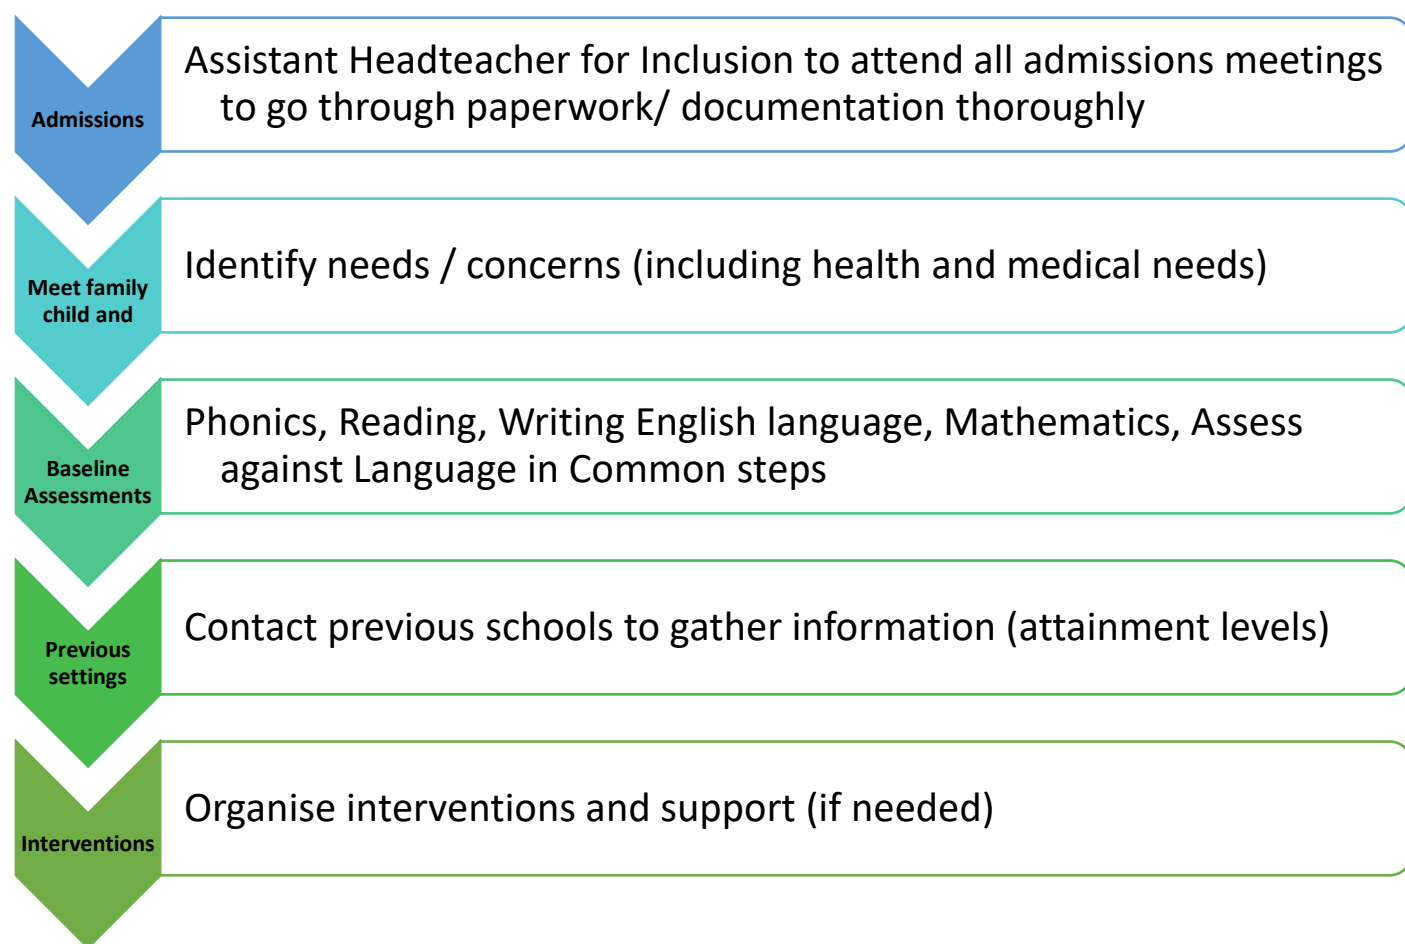 Admissions
Assistant Headteacher for Inclusion to attend all admissions meetings
to go through paperwork/ documentation thoroughly
Meet family
child and
Identify needs / concerns (including health and medical needs)
Baseline
Assessments
Phonics, Reading, Writing English language, Mathematics, Assess
against Language in Common steps
Previous
settings
Contact previous schools to gather information (attainment levels)
Interventions
Organise interventions and support (if needed)